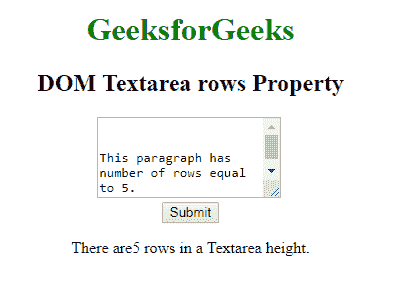 GeeksforGeeks
DOM Textarea rows Property
This paragraph has
number of rows equal
to 5.
Submit
There are5 rows in a Textarea height.